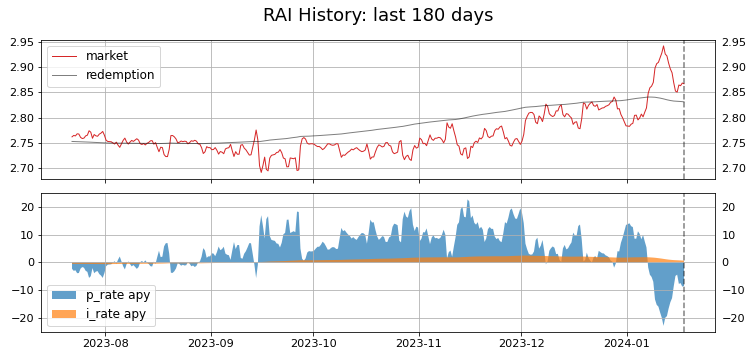 RAI History: last 180 days
2.95 2.95
market
2.90 2.90
redemption
2.85 2.85
2.80 2.80
2.75 2.75
2.70 2.70
20 20
10 10
0 0
−10 −10
p_rate apy
i_rate apy
−20 −20
2023-08 2023-09 2023-10 2023-11 2023-12 2024-01